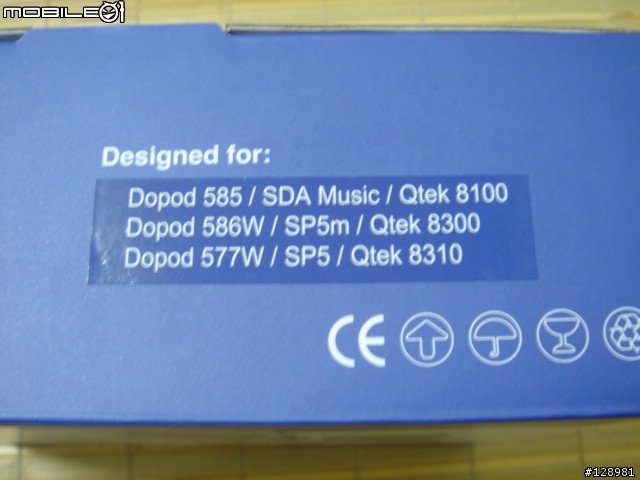 MOBILE01
Designed for:
Dopod 585 / SDA Music / Qtek 8100
Dopod 586W / SP5m / Qtek 8300
Dopod 577W / SP5 / Qtek 8310
CE
#128981